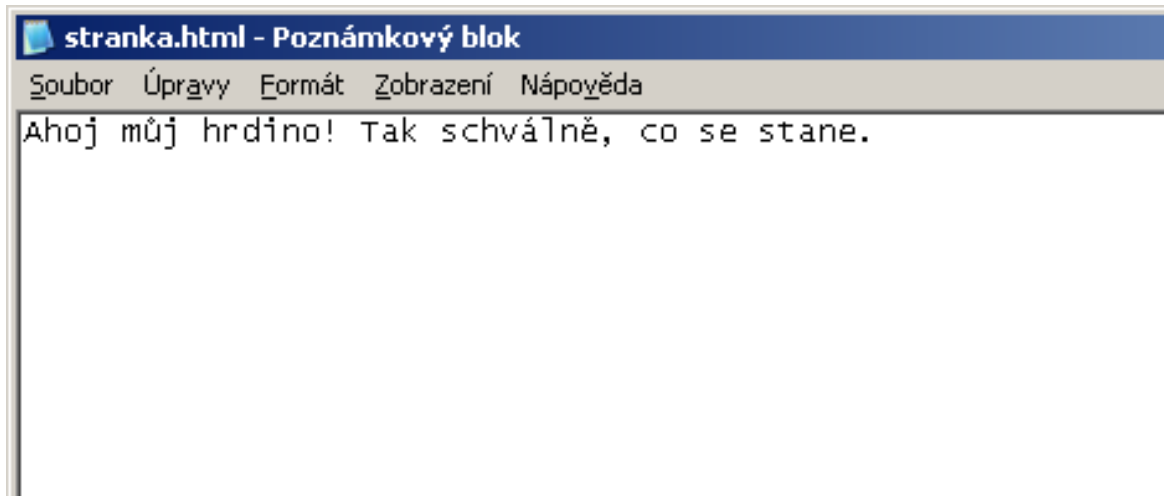 stranka.html - Poznámkový blok
Soubor Úpravy Formát Zobrazení Nápověda
Ahoj můj hrdino! Tak schválně, co se stane.